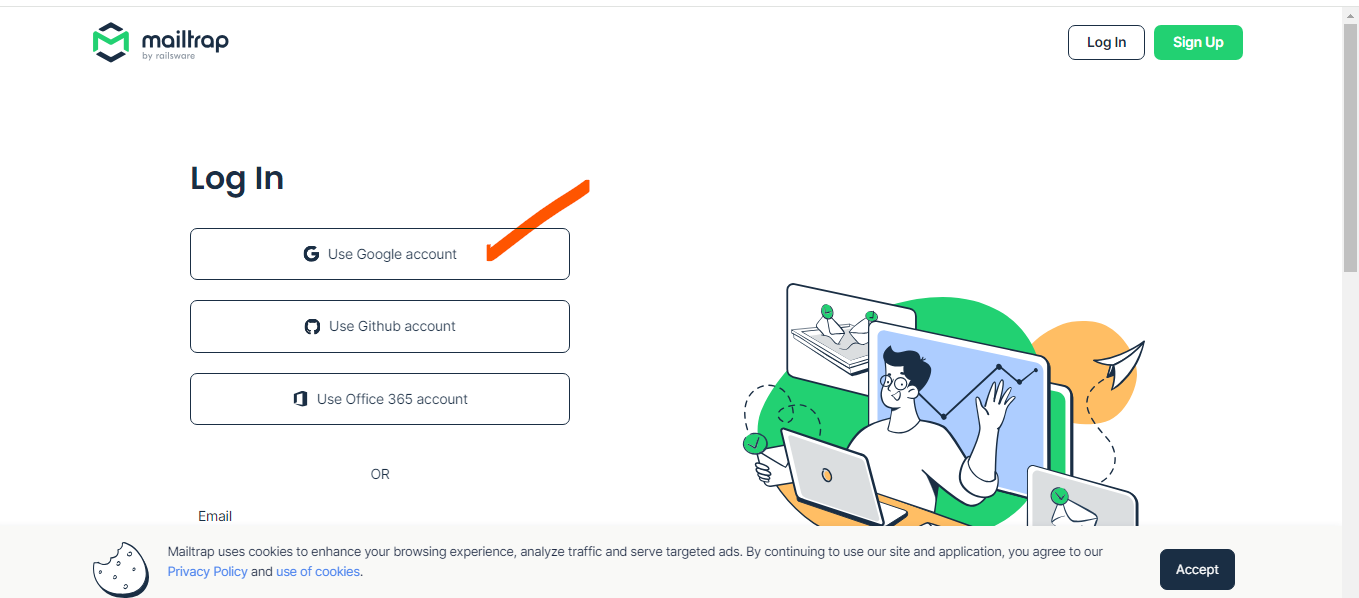 mailtrap
by railsware
Log In
Sign Up
Log In
Use Google account
Use Github account
Use Office 365 account
OR
Email
Mailtrap uses cookies to enhance your browsing experience, analyze traffic and serve targeted ads. By continuing to use our site and application, you agree to our
Privacy Policy and use of cookies.
Accept